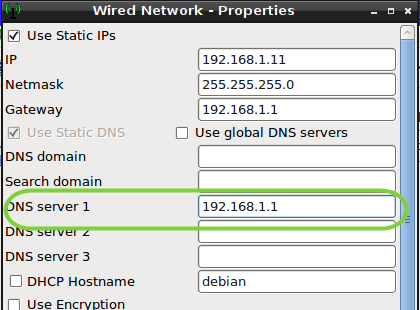 Wired Network - Properties
Use Static IPs
IP 192.168.1.11
Netmask 255.255.255.0
Gateway 192.168.1.1
Use Static DNS Use global DNS servers
DNS domain
Search domain
DNS server 1 192.168.1.1
DNS server 2
DNS server 3
DHCP Hostname debian
Use Encryption